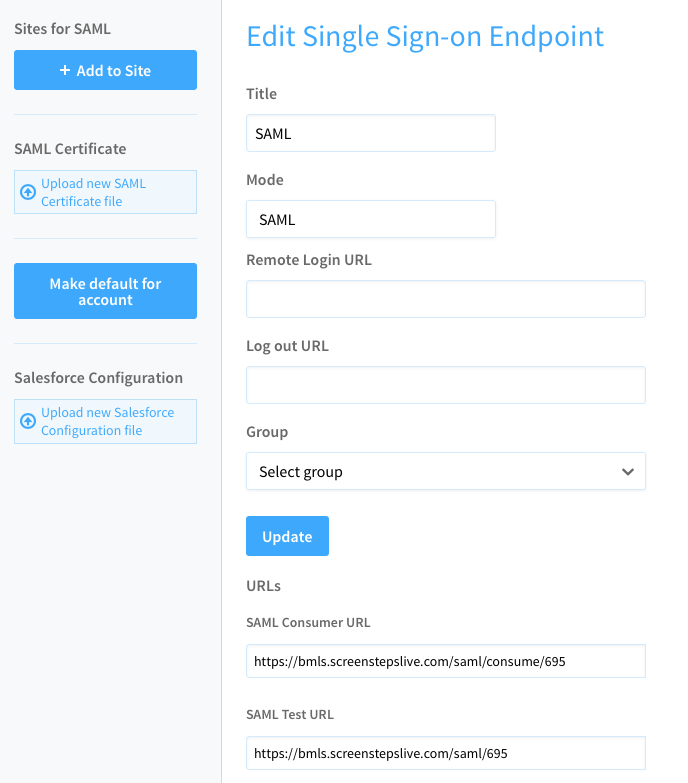 Sites for SAML
+ Add to Site
SAML Certificate
Upload new SAML
Certificate file
Make default for
account
Salesforce Configuration
Upload new Salesforce
Configuration file
Edit Single Sign-on Endpoint
Title
SAML
Mode
SAML
Remote Login URL
Log out URL
Group
Select group
Update
URLs
SAML Consumer URL
https://bmls.screenstepslive.com/saml/consume/695
SAML Test URL
https://bmls.screenstepslive.com/saml/695